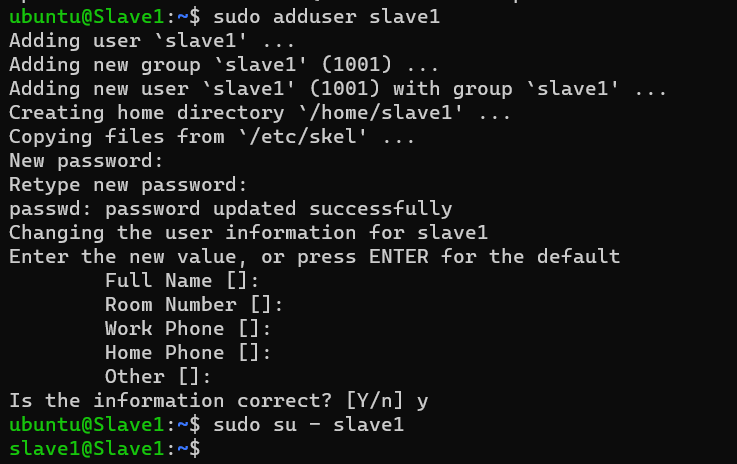 ubuntu@Slave1:~$ sudo adduser slave1
Adding user `slave1' ...
Adding new group `slave1' (1001) ...
Adding new user `slave1' (1001) with group `slave1' ...
Creating home directory `/home/slave1' ...
Copying files from `/etc/skel' ...
New password:
Retype new password:
passwd: password updated successfully
Changing the user information for slave1
Enter the new value, or press ENTER for the default
        Full Name []:
        Room Number []:
        Work Phone []:
        Home Phone []:
        Other []:
Is the information correct? [Y/n] y
ubuntu@Slave1:~$ sudo su - slave1
slave1@Slave1:~$